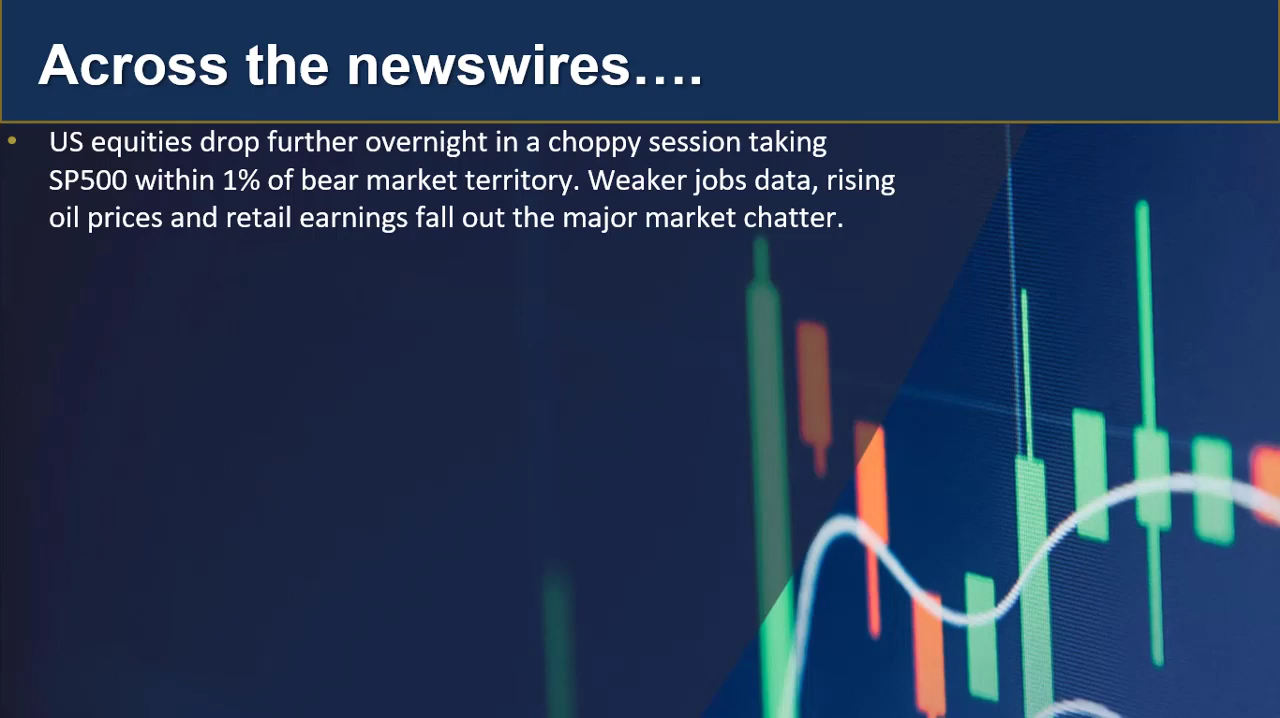 Across the newswires….
• US equities drop further overnight in a choppy session taking
SP500 within 1% of bear market territory. Weaker jobs data, rising
oil prices and retail earnings fall out the major market chatter.